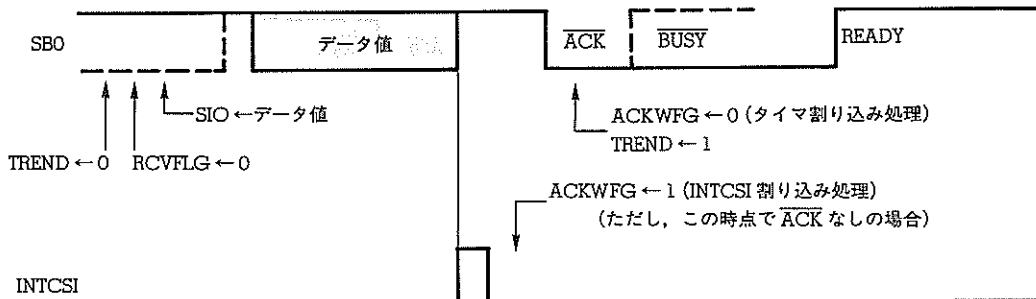 SB0
データ値
ACK
BUSY
READY
SIO←データ値
ACKWFG←0 (タイマ割り込み処理)
TREND←1
TREND←0
RCVFLG←0
ACKWFG←1 (INTCSI 割り込み処理)
(ただし，この時点で ACK なしの場合)
INTCSI